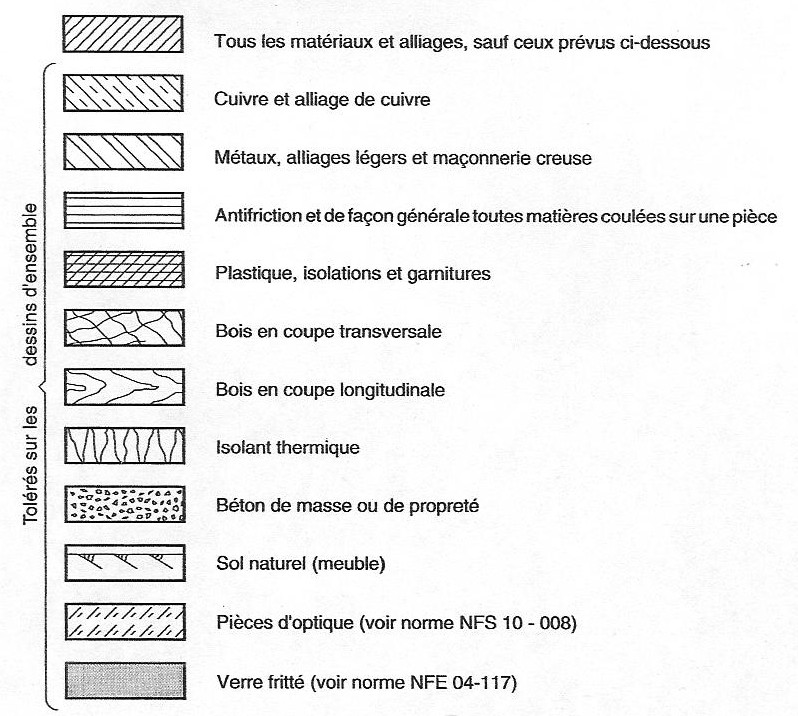 Tous les matériaux et alliages, sauf ceux prévus ci-dessous
Cuivre et alliage de cuivre
Métaux, alliages légers et maçonnerie creuse
Antifriction et de façon générale toutes matières coulées sur une pièce
Plastique, isolations et garnitures
Bois en coupe transversale
Bois en coupe longitudinale
Isolant thermique
Béton de masse ou de propreté
Sol naturel (meuble)
Pièces d'optique (voir norme NFS 10 - 008)
Verre fritté (voir norme NFE 04-117)
Tolérés sur les dessins d'ensemble